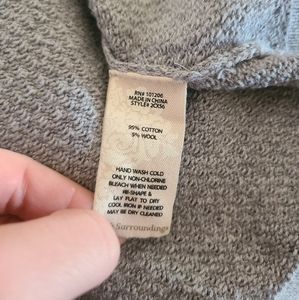 RN# 107206
MADE IN CHINA
STYLE# 2CX56
95% COTTON
5% WOOL
HAND WASH COLD
ONLY NON-CHLORINE
BLEACH WHEN NEEDED
RE-SHAPE &
LAY FLAT TO DRY
COOL IRON IF NEEDED
MAY BE DRY CLEANED
Surroundings